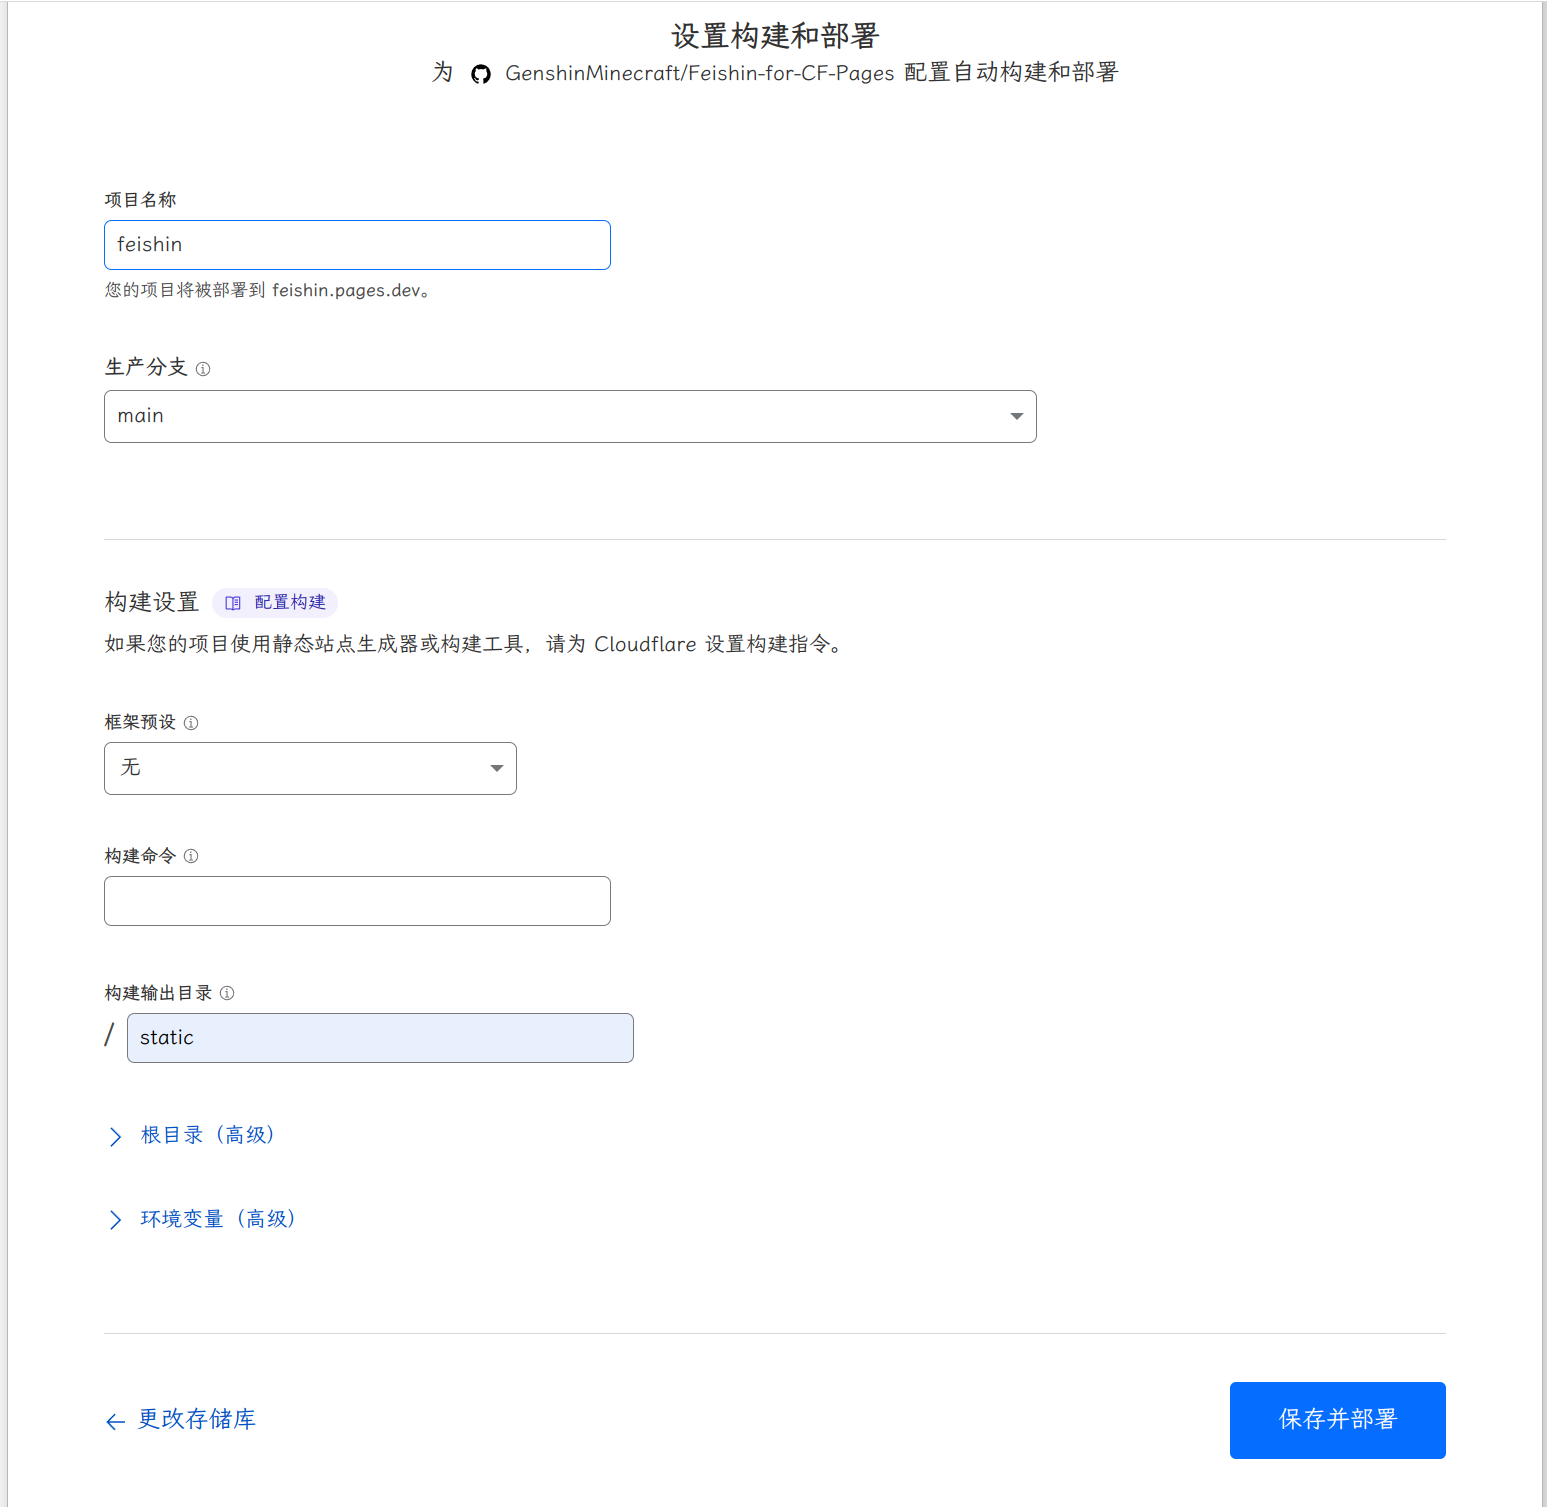 设置构建和部署
为 GenshinMinecraft/Feishin-for-CF-Pages 配置自动构建和部署
项目名称
feishin
您的项目将被部署到 feishin.pages.dev。
生产分支
main
构建设置 配置构建
如果您的项目使用静态站点生成器或构建工具，请为 Cloudflare 设置构建指令。
框架预设
无
构建命令
构建输出目录
/ static
根目录（高级）
环境变量（高级）
更改存储库 保存并部署